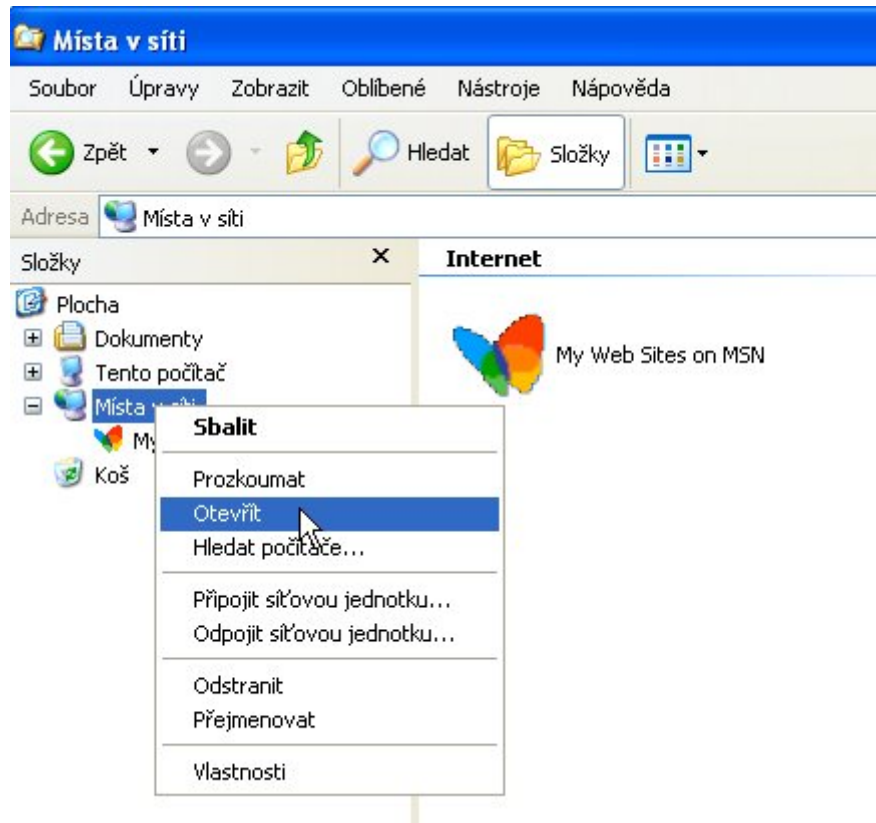 Místa v síti
Soubor Úpravy Zobrazit Oblíbené Nástroje Nápověda
Zpět Hledat Složky
Adresa Místa v síti
Složky
Internet
Plocha
Dokumenty
Tento počítač
Místa
My
Koš
My Web Sites on MSN
Sbalit
Prozkoumat
Otevřít
Hledat počítače...
Připojit síťovou jednotku...
Odpojit síťovou jednotku...
Odstranit
Přejmenovat
Vlastnosti